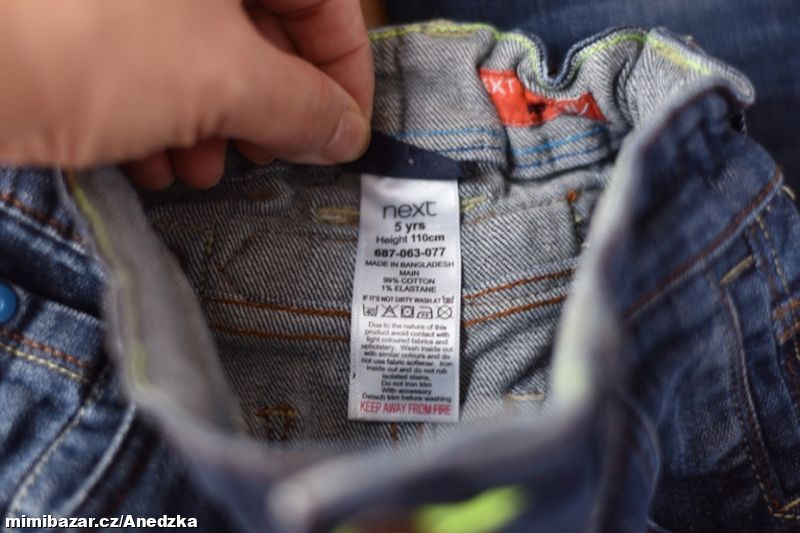 EXT
next
5 yrs
Height 110cm
687-063-077
MADE IN BANGLADESH
MAIN
99% COTTON
1% ELASTANE
IF IT'S NOT DIRTY WASH AT
Due to the nature of this
product avoid contact with
light coloured fabrics and
upholstery. Wash inside out
with similar colours and do
not use fabric softener. Iron
inside out and do not rub
isolated stains.
Do not iron trim
With accessory
Detach trim before washing
KEEP AWAY FROM FIRE
mimibazar.cz/Anedzka